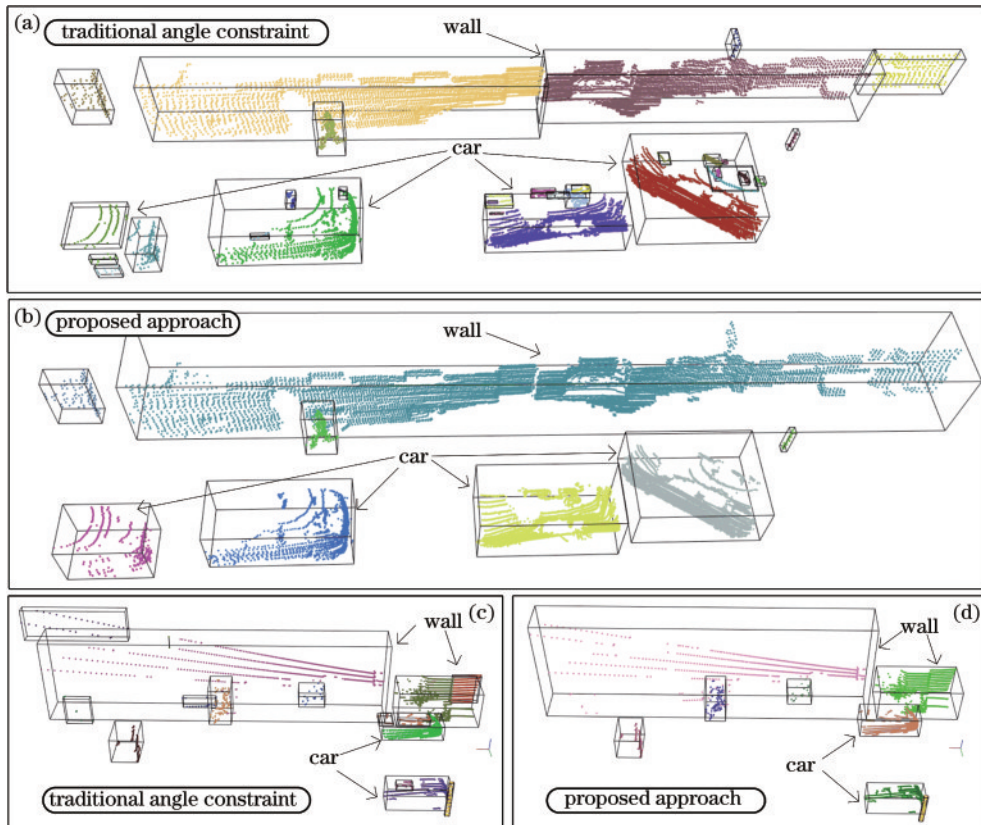 (a)
traditional angle constraint
wall
car
(b)
proposed approach
wall
car
(c)
wall
car
traditional angle constraint
(d)
wall
car
proposed approach